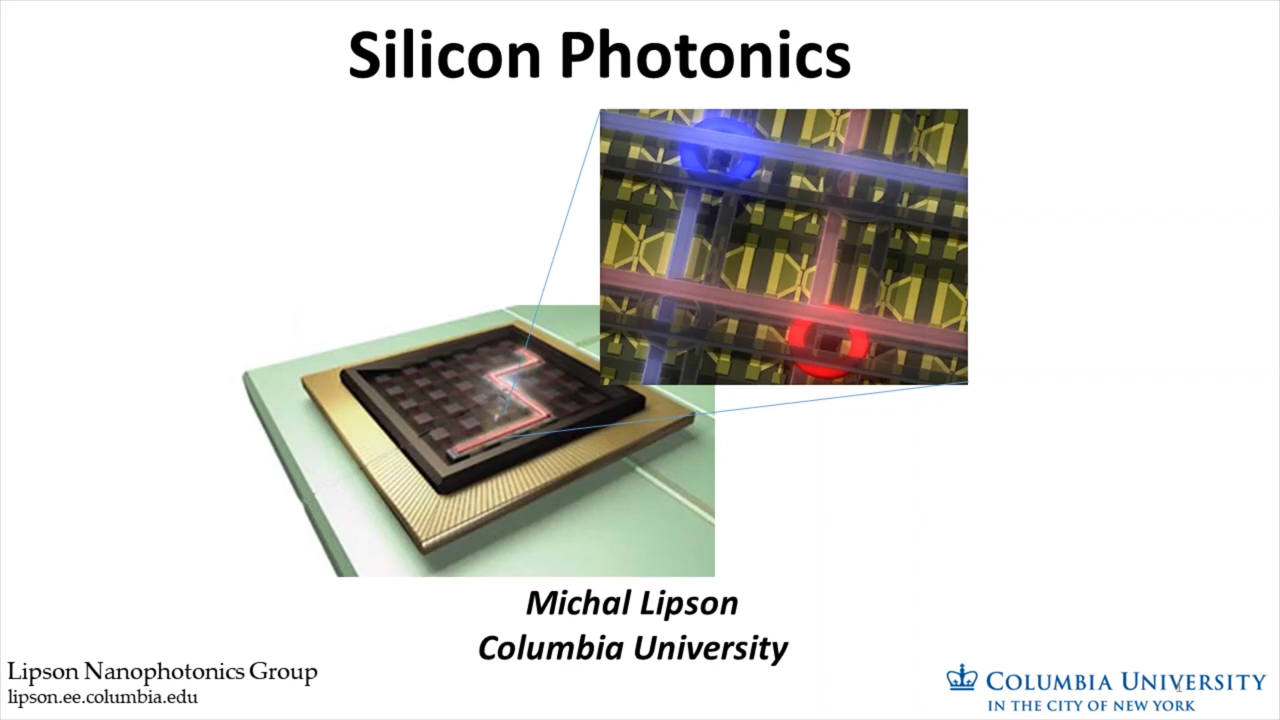 Silicon Photonics
Michal Lipson
Columbia University
Lipson Nanophotonics Group
lipson.ee.columbia.edu
COLUMBIA UNIVERSITY
IN THE CITY OF NEW YORK